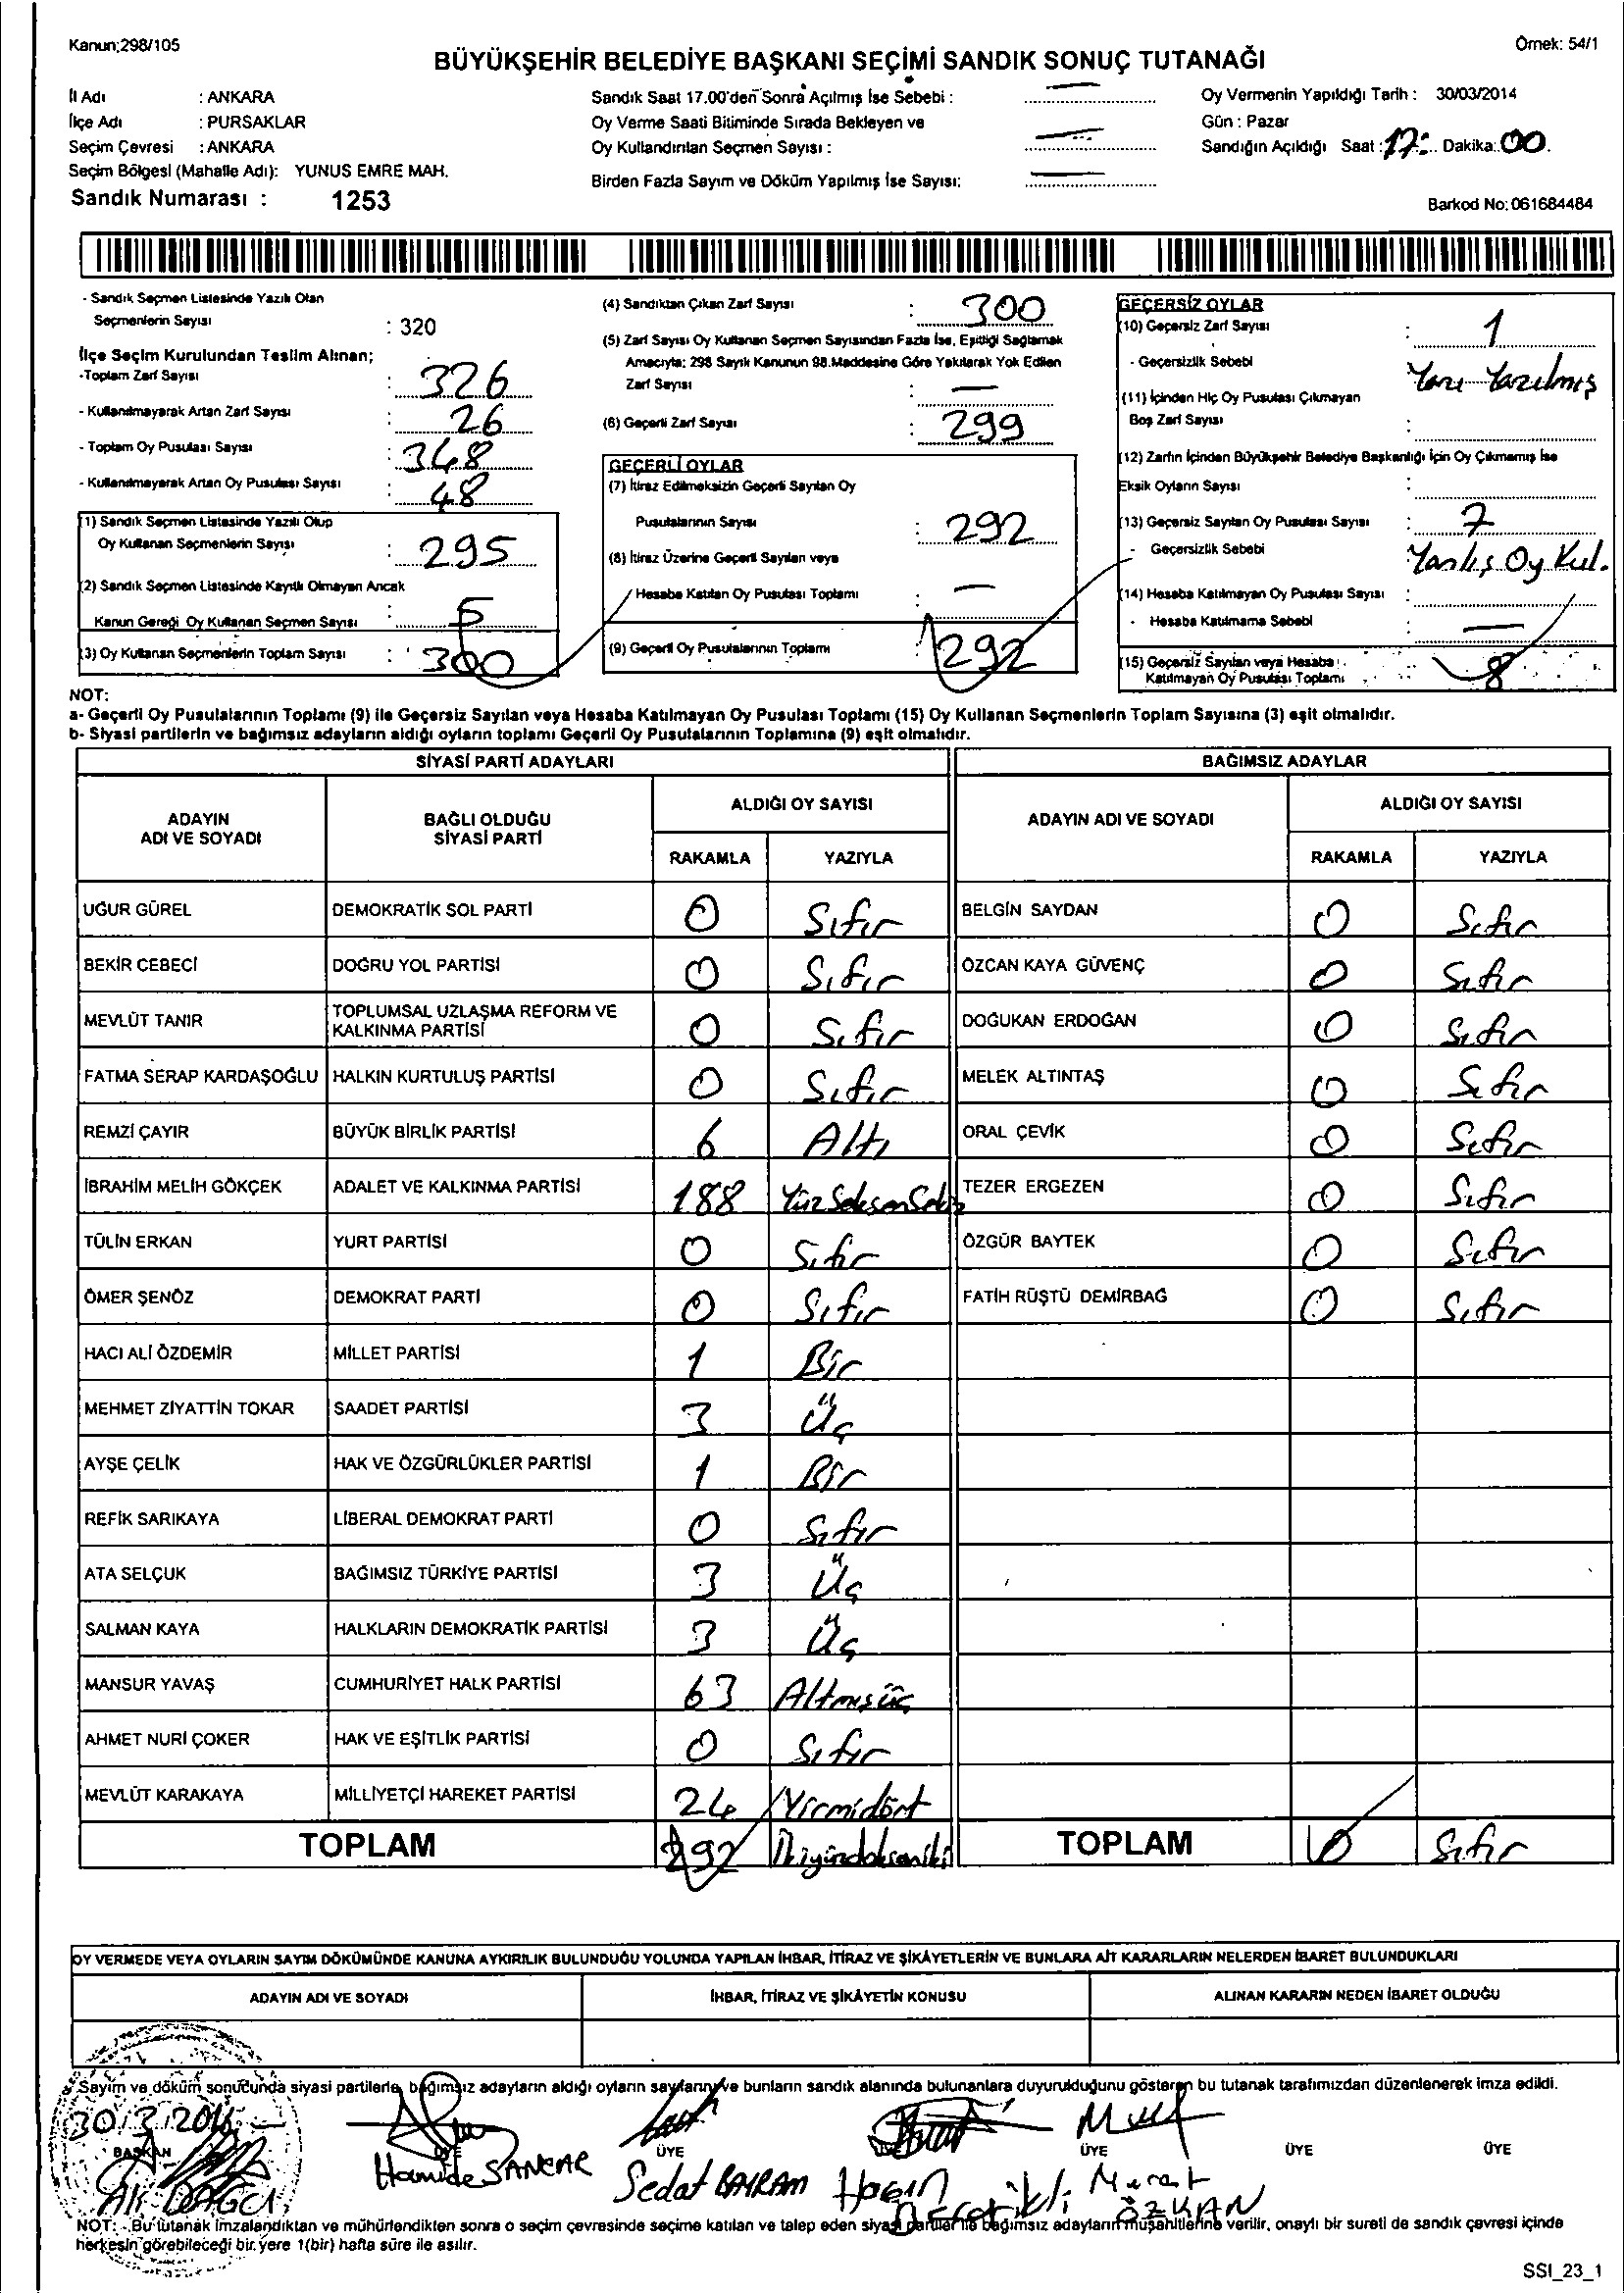 Kanun;298/105
Örnek: 54/1
BÜYÜKŞEHİR BELEDİYE BAŞKANI SEÇİMİ SANDIK SONUÇ TUTANAĞI
İl Adı : ANKARA
İlçe Adı : PURSAKLAR
Seçim Çevresi : ANKARA
Seçim Bölgesi (Mahalle Adı): YUNUS EMRE MAH.
Sandık Numarası : 1253
Sandık Saat 17.00'den Sonra Açılmış İse Sebebi : —
Oy Verme Saati Bitiminde Sırada Bekleyen ve
Oy Kullandırılan Seçmen Sayısı : —
Birden Fazla Sayım ve Döküm Yapılmış İse Sayısı: —
Oy Vermenin Yapıldığı Tarih : 30/03/2014
Gün : Pazar
Sandığın Açıldığı Saat : 17: Dakika: 00
Barkod No: 061684484
- Sandık Seçmen Listesinde Yazılı Olan
Seçmenlerin Sayısı : 320
İlçe Seçim Kurulundan Teslim Alınan;
-Toplam Zarf Sayısı : 326
- Kullanılmayarak Artan Zarf Sayısı : 26
- Toplam Oy Pusulası Sayısı : 348
- Kullanılmayarak Artan Oy Pusulası Sayısı : 48
(1) Sandık Seçmen Listesinde Yazılı Olup
Oy Kullanan Seçmenlerin Sayışı : 295
(2) Sandık Seçmen Listesinde Kayıtlı Olmayan Ancak
Kanun Gereği Oy Kullanan Seçmen Sayısı : 5
(3) Oy Kullanan Seçmenlerin Toplam Sayısı : 300
(4) Sandıktan Çıkan Zarf Sayısı : 300
(5) Zarf Sayısı Oy Kullanan Seçmen Sayısından Fazla İse, Eşitliği Sağlamak
Amacıyla; 298 Sayılı Kanunun 98.Maddesine Göre Yakılarak Yok Edilen
Zarf Sayısı : —
(6) Geçerli Zarf Sayısı : 299
GEÇERLİ OYLAR
(7) İtiraz Edilmeksizin Geçerli Sayılan Oy
Pusulalarının Sayısı : 292
(8) İtiraz Üzerine Geçerli Sayılan veya
Hesaba Katılan Oy Pusulası Toplamı : —
(9) Geçerli Oy Pusulalarının Toplamı 292
GEÇERSİZ OYLAR
(10) Geçersiz Zarf Sayısı : 1
- Geçersizlik Sebebi Yazı Yazılmış
(11) İçinden Hiç Oy Pusulası Çıkmayan
Boş Zarf Sayısı :
(12) Zarfın İçinden Büyükşehir Belediye Başkanlığı İçin Oy Çıkmamış İse
Eksik Oyların Sayısı :
(13) Geçersiz Sayılan Oy Pusulası Sayısı : 7
- Geçersizlik Sebebi Yanlış Oy Kul.
(14) Hesaba Katılmayan Oy Pusulası Sayısı :
- Hesaba Katılmama Sebebi : —
(15) Geçersiz Sayılan veya Hesaba
Katılmayan Oy Pusulası Toplamı 8
NOT:
a- Geçerli Oy Pusulalarının Toplamı (9) ile Geçersiz Sayılan veya Hesaba Katılmayan Oy Pusulası Toplamı (15) Oy Kullanan Seçmenlerin Toplam Sayısına (3) eşit olmalıdır.
b- Siyasi partilerin ve bağımsız adayların aldığı oyların toplamı Geçerli Oy Pusulalarının Toplamına (9) eşit olmalıdır.
SİYASİ PARTİ ADAYLARI
ADAYIN ADI VE SOYADI
BAĞLI OLDUĞU SİYASİ PARTİ
ALDIĞI OY SAYISI
RAKAMLA YAZIYLA
UĞUR GÜREL DEMOKRATİK SOL PARTİ 0 Sıfır
BEKİR CEBECİ DOĞRU YOL PARTİSİ 0 Sıfır
MEVLÜT TANIR TOPLUMSAL UZLAŞMA REFORM VE KALKINMA PARTİSİ 0 Sıfır
FATMA SERAP KARDAŞOĞLU HALKIN KURTULUŞ PARTİSİ 0 Sıfır
REMZİ ÇAYIR BÜYÜK BİRLİK PARTİSİ 6 Altı
İBRAHİM MELİH GÖKÇEK ADALET VE KALKINMA PARTİSİ 188 YüzSeksenSekiz
TÜLİN ERKAN YURT PARTİSİ 0 Sıfır
ÖMER ŞENÖZ DEMOKRAT PARTİ 0 Sıfır
HACI ALİ ÖZDEMİR MİLLET PARTİSİ 1 Bir
MEHMET ZİYATTİN TOKAR SAADET PARTİSİ 3 Üç
AYŞE ÇELİK HAK VE ÖZGÜRLÜKLER PARTİSİ 1 Bir
REFİK SARIKAYA LİBERAL DEMOKRAT PARTİ 0 Sıfır
ATA SELÇUK BAĞIMSIZ TÜRKİYE PARTİSİ 3 Üç
SALMAN KAYA HALKLARIN DEMOKRATİK PARTİSİ 3 Üç
MANSUR YAVAŞ CUMHURİYET HALK PARTİSİ 63 Altmışüç
AHMET NURİ ÇOKER HAK VE EŞİTLİK PARTİSİ 0 Sıfır
MEVLÜT KARAKAYA MİLLİYETÇİ HAREKET PARTİSİ 24 Yirmidört
TOPLAM 292 İkiyüzdoksaniki
BAĞIMSIZ ADAYLAR
ADAYIN ADI VE SOYADI
ALDIĞI OY SAYISI
RAKAMLA YAZIYLA
BELGİN SAYDAN 0 Sıfır
ÖZCAN KAYA GÜVENÇ 0 Sıfır
DOĞUKAN ERDOĞAN 0 Sıfır
MELEK ALTINTAŞ 0 Sıfır
ORAL ÇEVİK 0 Sıfır
TEZER ERGEZEN 0 Sıfır
ÖZGÜR BAYTEK 0 Sıfır
FATİH RÜŞTÜ DEMİRBAĞ 0 Sıfır
TOPLAM 0 Sıfır
OY VERMEDE VEYA OYLARIN SAYIM DÖKÜMÜNDE KANUNA AYKIRILIK BULUNDUĞU YOLUNDA YAPILAN İHBAR, İTİRAZ VE ŞİKÂYETLERİN VE BUNLARA AİT KARARLARIN NELERDEN İBARET BULUNDUKLARI
ADAYIN ADI VE SOYADI İHBAR, İTİRAZ VE ŞİKÂYETİN KONUSU ALINAN KARARIN NEDEN İBARET OLDUĞU
Sayım ve döküm sonucunda siyasi partilerle, bağımsız adayların aldığı oyların sayılarını ve bunların sandık alanında bulunanlara duyurulduğunu gösteren bu tutanak tarafımızdan düzenlenerek imza edildi.
30.3.2014
BAŞKAN ÜYE ÜYE ÜYE ÜYE ÜYE
Ali DAĞCI Hamide SANCAR Sedat BAYRAM Murat ÖZKAN
NOT: - Bu tutanak imzalandıktan ve mühürlendikten sonra o seçim çevresinde seçime katılan ve talep eden siyasi partiler ile bağımsız adayların müşahitlerine verilir, onaylı bir sureti de sandık çevresi içinde
herkesin görebileceği bir yere 1(bir) hafta süre ile asılır.
SSI_23_1